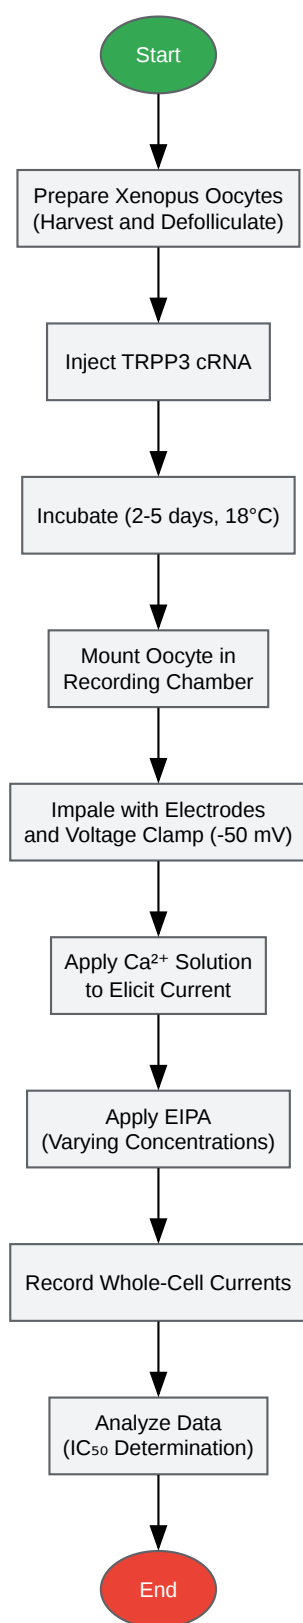 Start
Prepare Xenopus Oocytes
(Harvest and Defolliculate)
Inject TRPP3 cRNA
Incubate (2-5 days, 18°C)
Mount Oocyte in
Recording Chamber
Impale with Electrodes
and Voltage Clamp (-50 mV)
Apply Ca²⁺ Solution
to Elicit Current
Apply EIPA
(Varying Concentrations)
Record Whole-Cell Currents
Analyze Data
(IC₅₀ Determination)
End